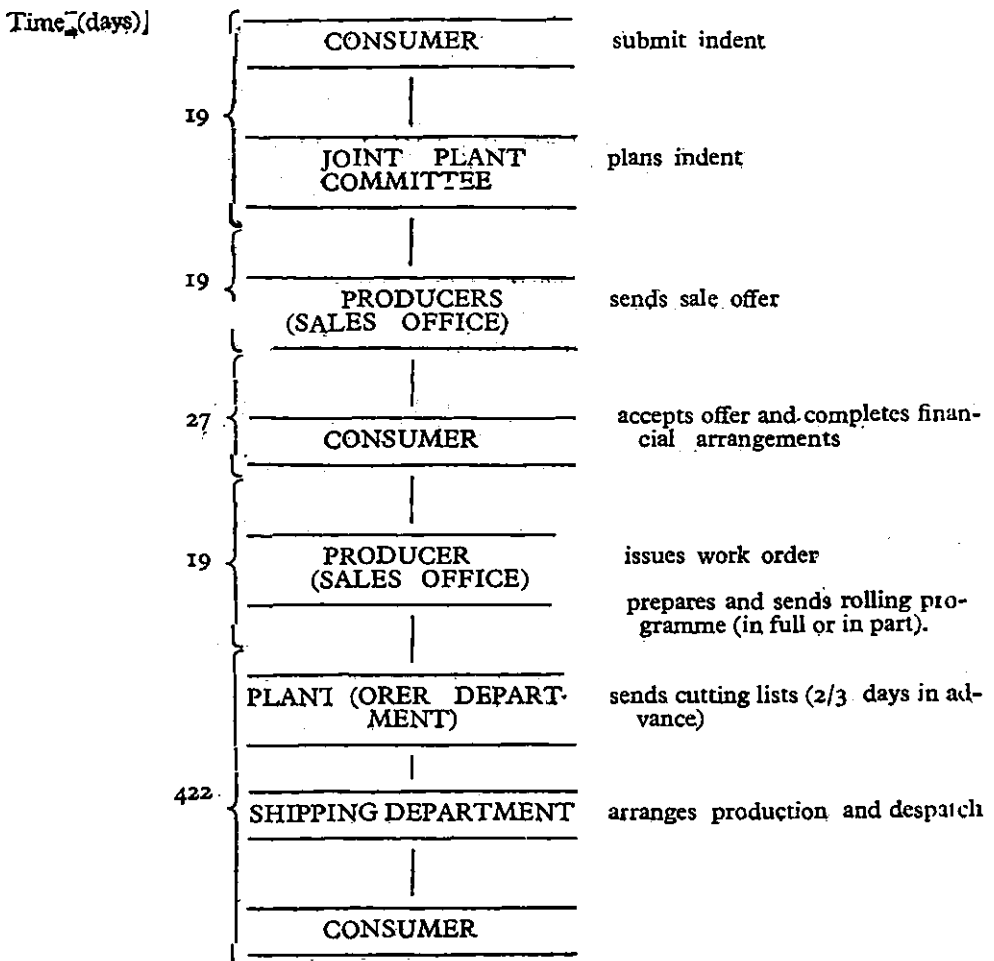 Time (days)]
CONSUMER submit indent
19
JOINT PLANT plans indent
COMMITTEE
19
PRODUCERS sends sale offer
(SALES OFFICE)
accepts offer and completes finan-
27 CONSUMER cial arrangements
19 PRODUCER issues work order
(SALES OFFICE)
prepares and sends rolling pro-
gramme (in full or in part).
PLANT (ORER DEPART- sends cutting lists (2/3 days in ad-
MENT) vance)
422
SHIPPING DEPARTMENT arranges production and despatch
CONSUMER